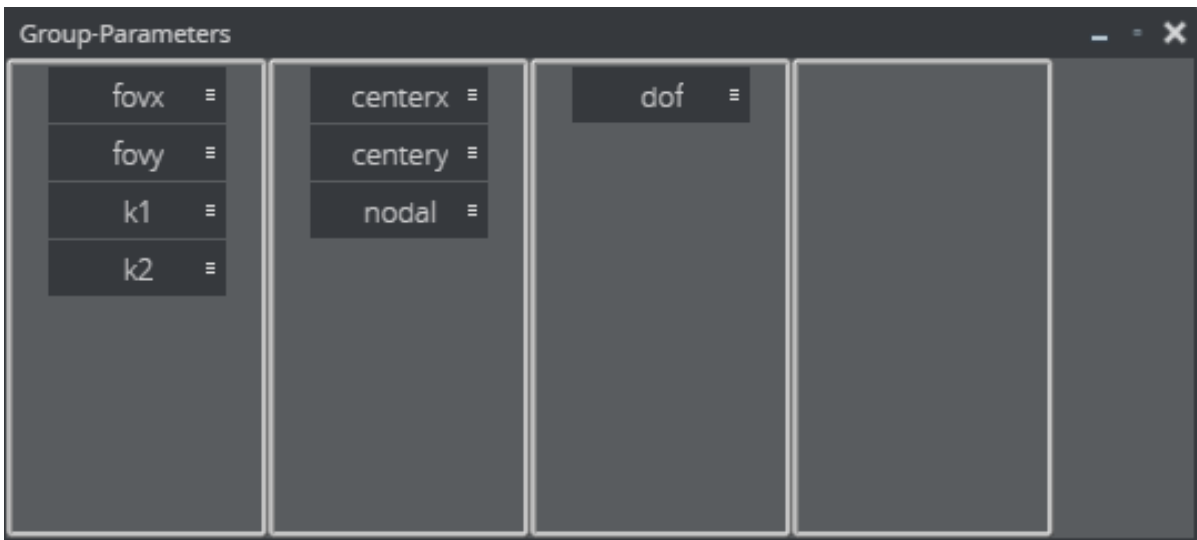 Group-Parameters
fovx
fovy
k1
k2
centerx
centery
nodal
dof